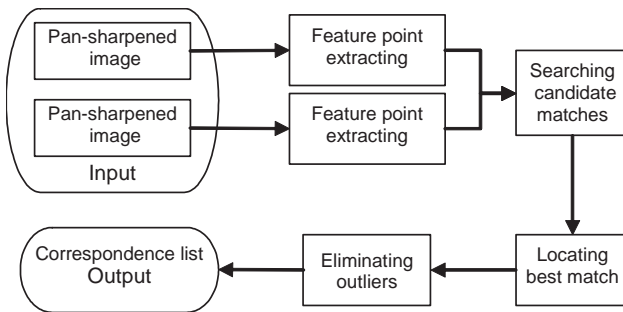 Pan-sharpened
image
Feature point
extracting
Pan-sharpened
image
Feature point
extracting
Input
Searching
candidate
matches
Correspondence list
Output
Eliminating
outliers
Locating
best match